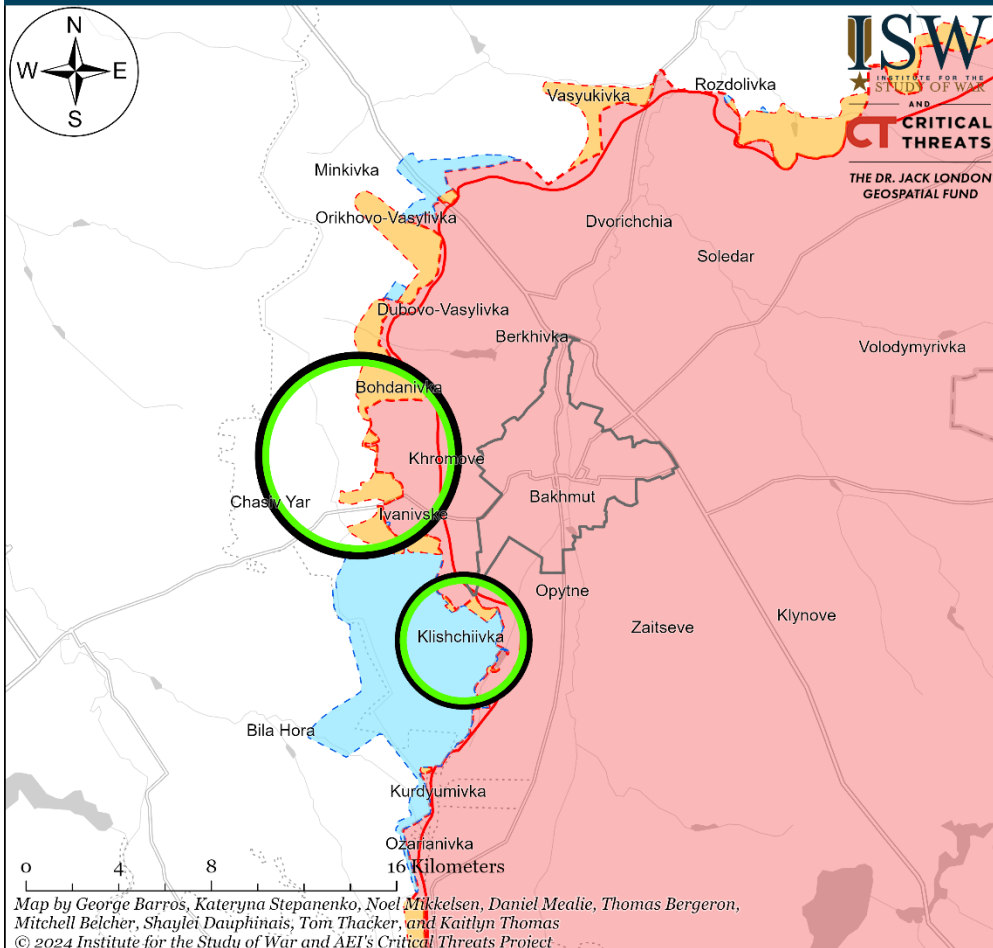 N
W E
S
ISW
INSTITUTE FOR THE
STUDY OF WAR
AND
CT CRITICAL
THREATS
THE DR. JACK LONDON
GEOSPATIAL FUND
Rozdolivka
Vasyukivka
Minkivka
Orikhovo-Vasylivka
Dvorichchia
Soledar
Dubovo-Vasylivka
Berkhivka
Volodymyrivka
Bohdanivka
Khromove
Bakhmut
Chasiv Yar
Ivanivske
Opytne
Klishchiivka
Zaitseve
Klynove
Bila Hora
Kurdyumivka
Ozarianivka
0 4 8 16 Kilometers
Map by George Barros, Kateryna Stepanenko, Noel Mikkelsen, Daniel Mealie, Thomas Bergeron,
Mitchell Belcher, Shaylei Dauphinais, Tom Thacker, and Kaitlyn Thomas
© 2024 Institute for the Study of War and AEI's Critical Threats Project